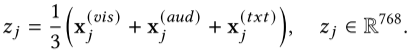 $z_j = \frac{1}{3}\left(\mathbf{x}_j^{(vis)} + \mathbf{x}_j^{(aud)} + \mathbf{x}_j^{(txt)}\right), \quad z_j \in \mathbb{R}^{768}.$